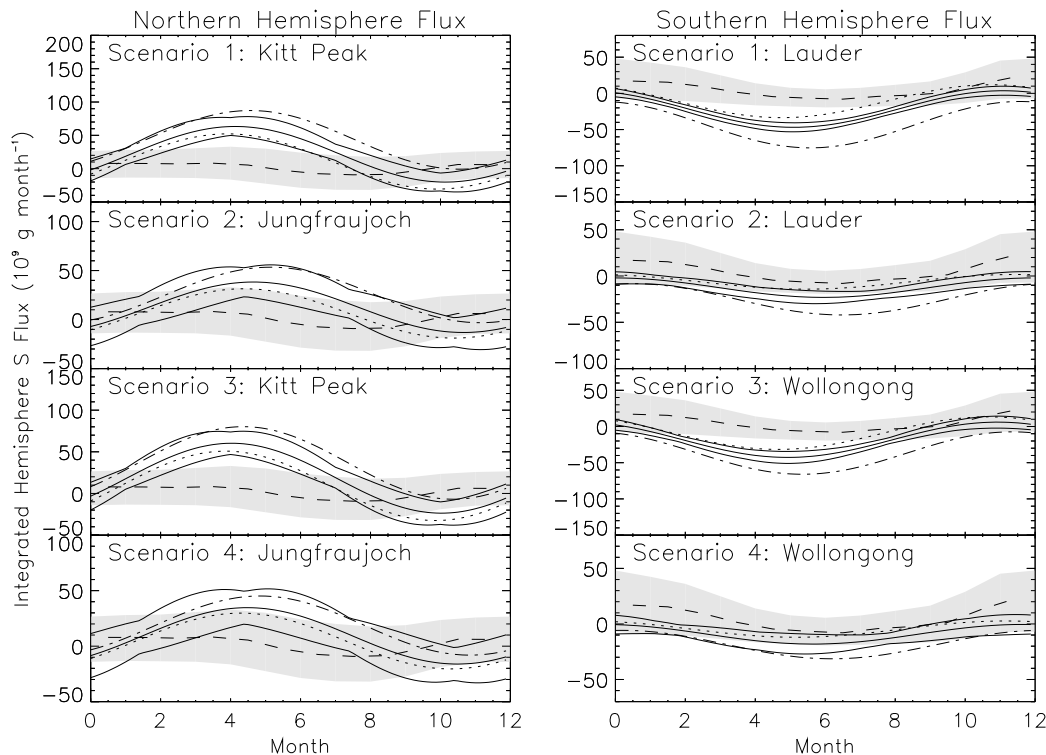 Northern Hemisphere Flux
Southern Hemisphere Flux
Integrated Hemisphere S Flux (10⁹ g month⁻¹)
Scenario 1: Kitt Peak
200
150
100
50
0
−50
Scenario 2: Jungfraujoch
100
50
0
−50
Scenario 3: Kitt Peak
150
100
50
0
−50
Scenario 4: Jungfraujoch
100
50
0
−50
0 2 4 6 8 10 12
Month
Scenario 1: Lauder
50
0
−50
−100
−150
Scenario 2: Lauder
50
0
−50
−100
Scenario 3: Wollongong
50
0
−50
−100
−150
Scenario 4: Wollongong
50
0
−50
0 2 4 6 8 10 12
Month